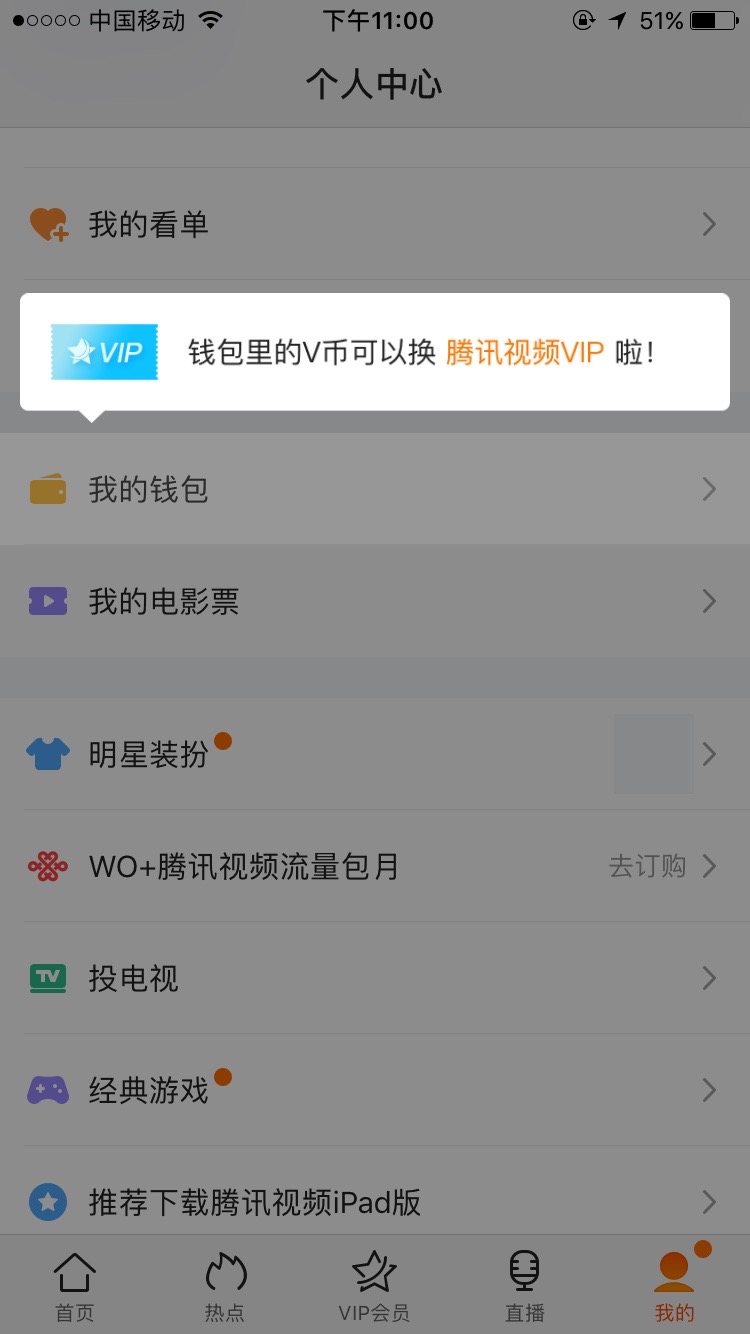 中国移动 下午11:00 51%
个人中心
我的看单
VIP 钱包里的V币可以换 腾讯视频VIP 啦！
我的钱包
我的电影票
明星装扮
WO+腾讯视频流量包月 去订购
TV 投电视
经典游戏
推荐下载腾讯视频iPad版
首页 热点 VIP会员 直播 我的